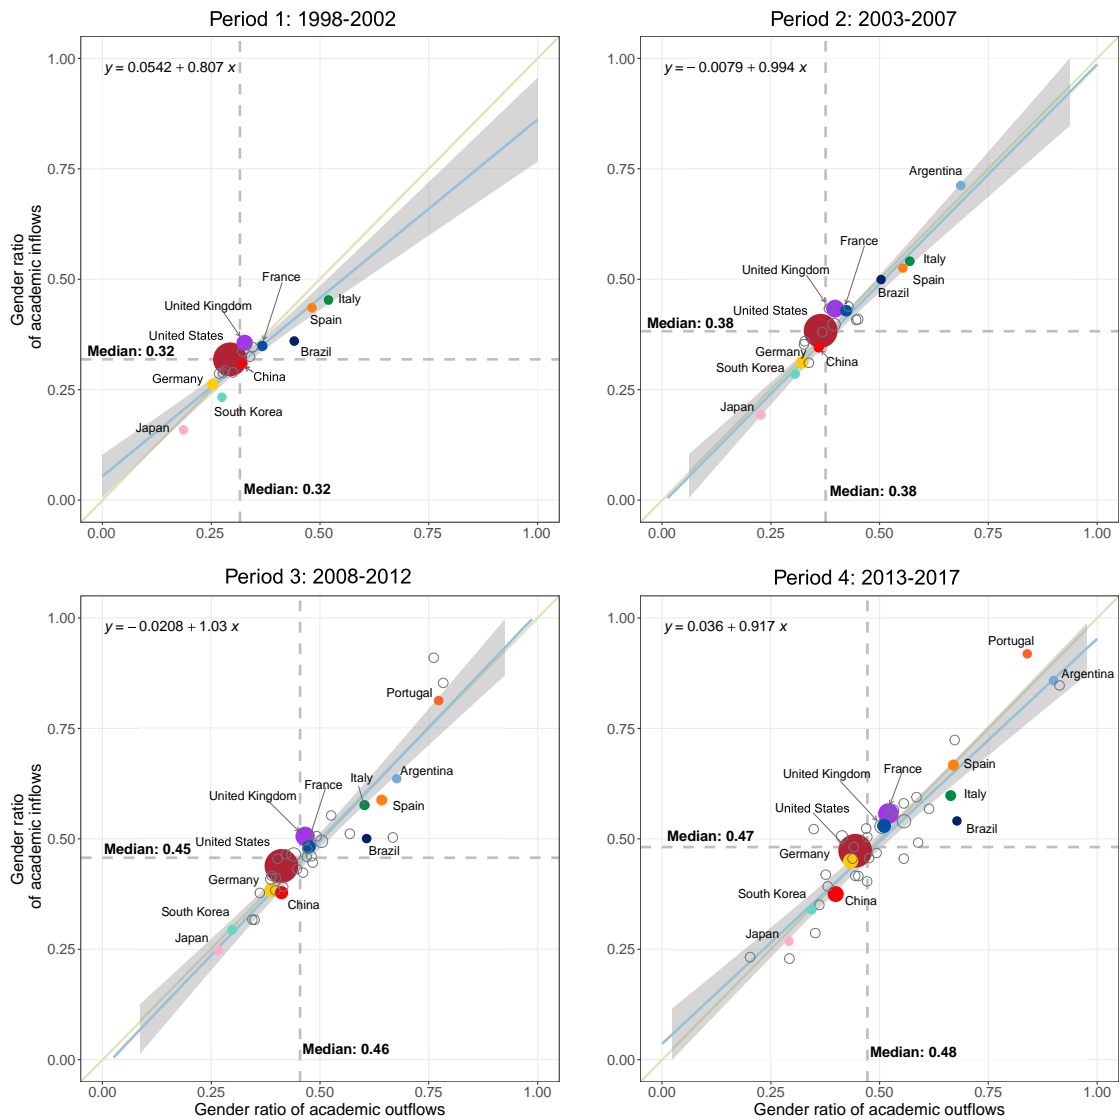 Period 1: 1998-2002
Period 2: 2003-2007
Gender ratio
of academic inflows
1.00
0.75
0.50
0.25
0.00
y = 0.0542 + 0.807 x
France
United Kingdom
Italy
United States
Spain
Median: 0.32
Brazil
Germany
China
South Korea
Japan
Median: 0.32
0.00 0.25 0.50 0.75 1.00
1.00
0.75
0.50
0.25
0.00
y = − 0.0079 + 0.994 x
Argentina
France
United Kingdom
Italy
Spain
Brazil
United States
Median: 0.38
Germany
China
South Korea
Japan
Median: 0.38
0.00 0.25 0.50 0.75 1.00
Period 3: 2008-2012
Period 4: 2013-2017
Gender ratio
of academic inflows
1.00
0.75
0.50
0.25
0.00
y = − 0.0208 + 1.03 x
Portugal
Argentina
Italy
France
United Kingdom
Spain
United States
Median: 0.45
Brazil
Germany
China
South Korea
Japan
Median: 0.46
0.00 0.25 0.50 0.75 1.00
Gender ratio of academic outflows
1.00
0.75
0.50
0.25
0.00
y = 0.036 + 0.917 x
Portugal
Argentina
Spain
France
United Kingdom
Italy
United States
Brazil
Median: 0.47
Germany
South Korea
China
Japan
Median: 0.48
0.00 0.25 0.50 0.75 1.00
Gender ratio of academic outflows